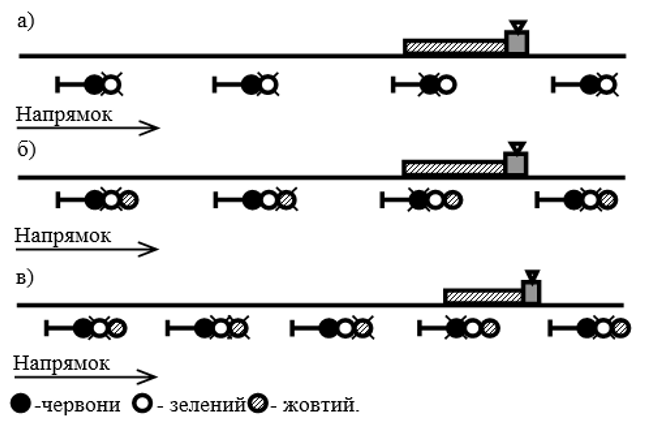 а)
Напрямок
б)
Напрямок
в)
Напрямок
-червони - зелений - жовтий.